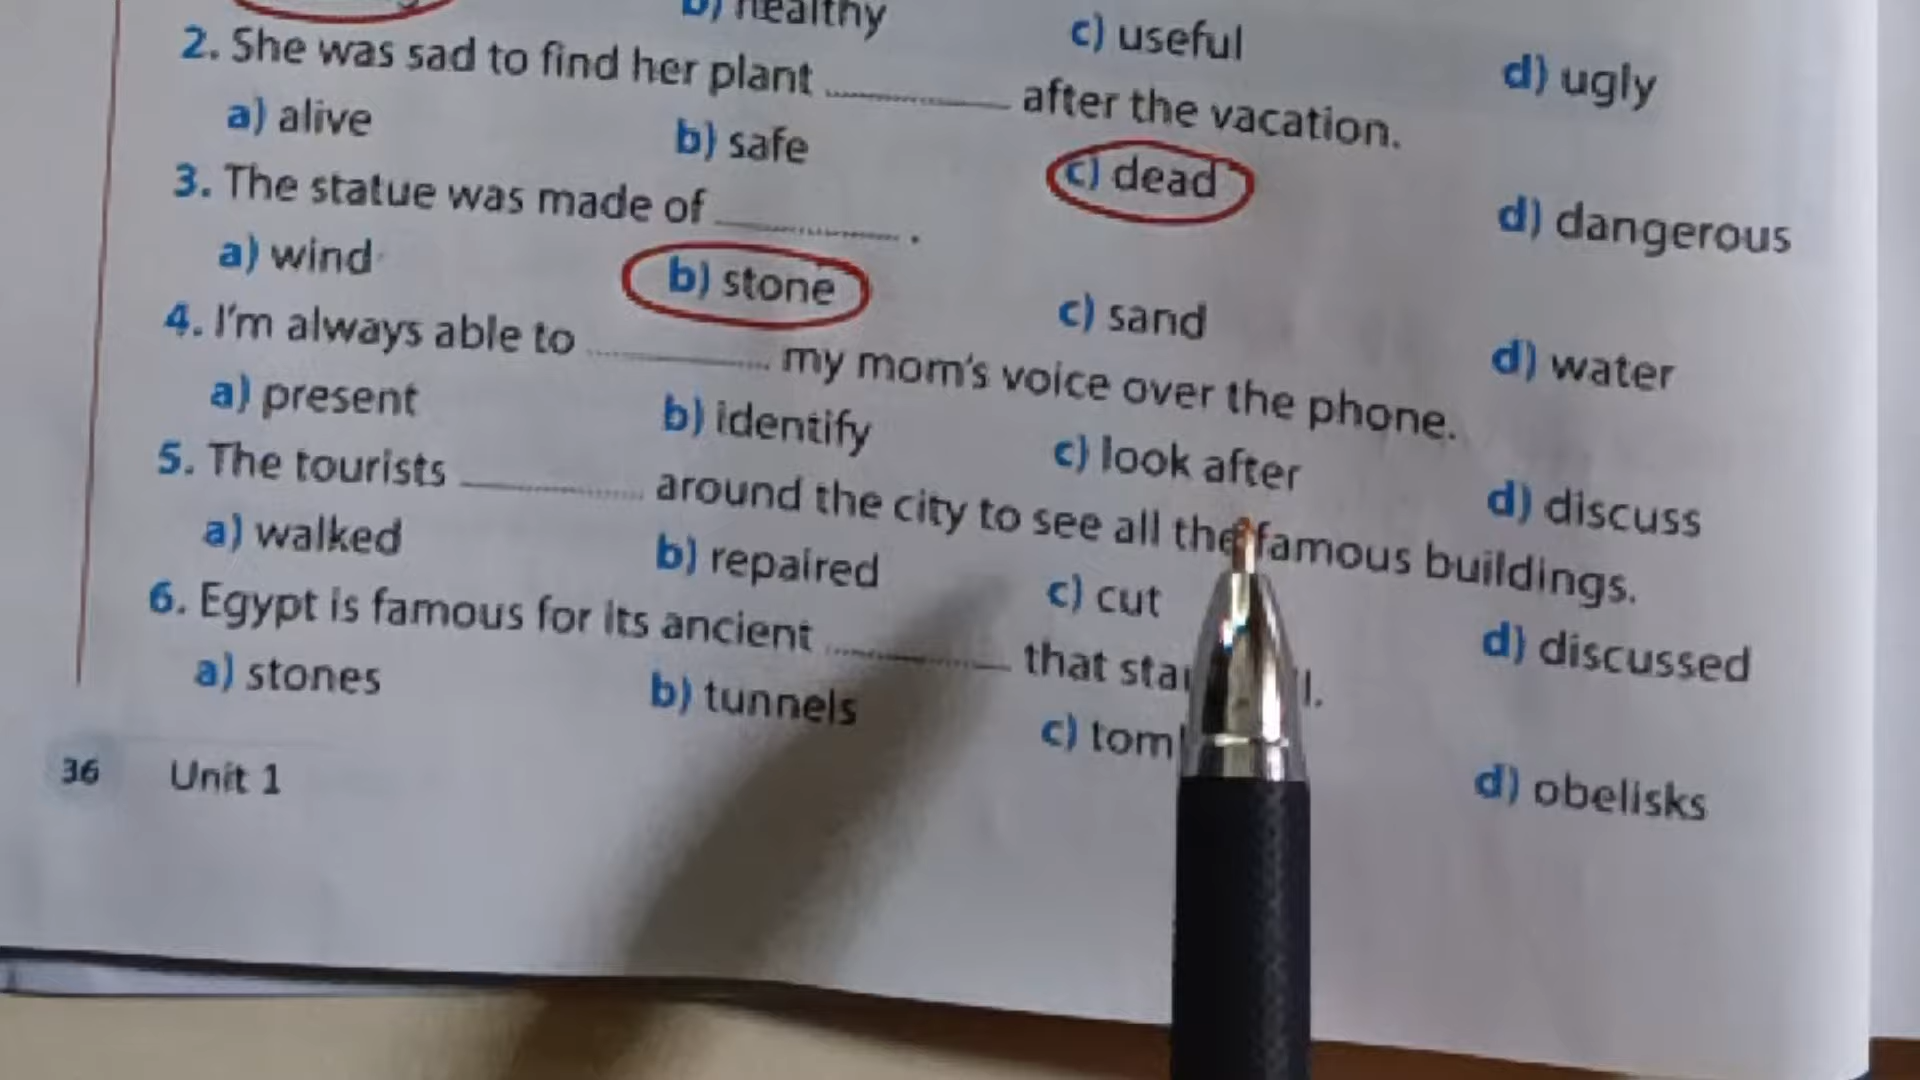 b) healthy c) useful d) ugly
2. She was sad to find her plant ............ after the vacation.
a) alive b) safe c) dead d) dangerous
3. The statue was made of ............ .
a) wind b) stone c) sand d) water
4. I'm always able to ............ my mom's voice over the phone.
a) present b) identify c) look after d) discuss
5. The tourists ............ around the city to see all the famous buildings.
a) walked b) repaired c) cut d) discussed
6. Egypt is famous for its ancient ............ that
a) stones b) tunnels c) d) obelisks
36 Unit 1